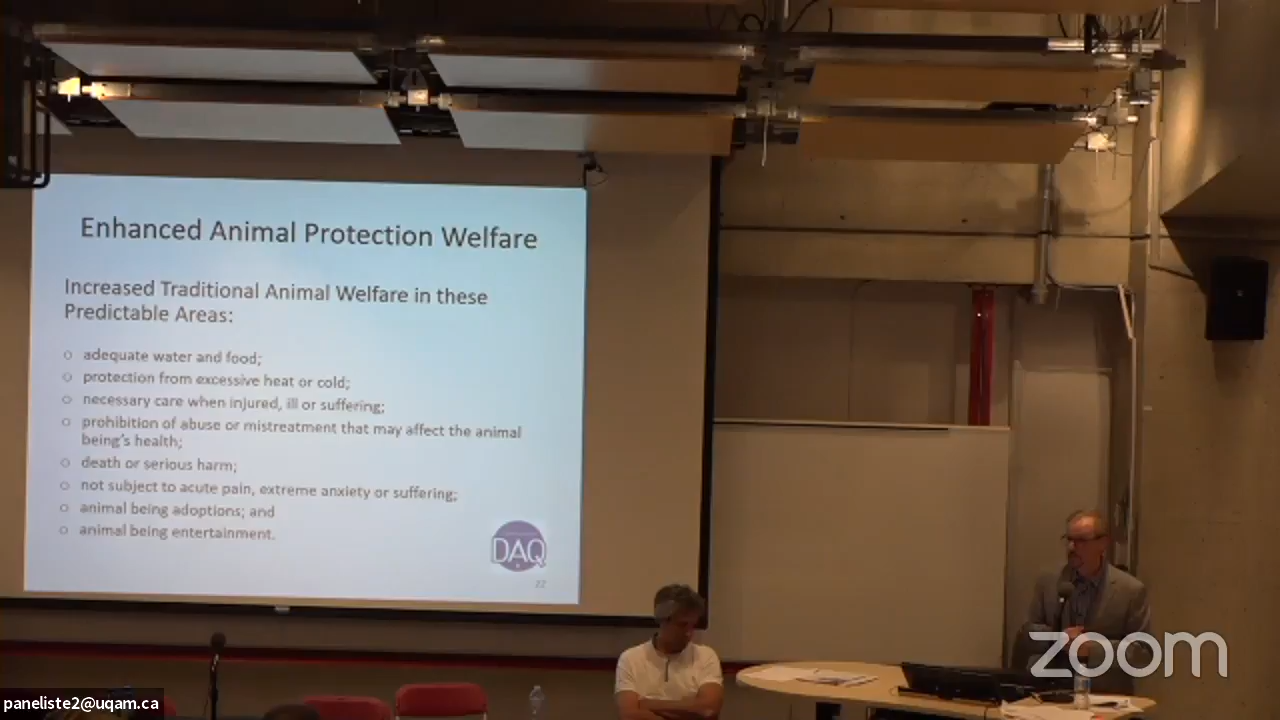 Enhanced Animal Protection Welfare
Increased Traditional Animal Welfare in these
Predictable Areas:
o adequate water and food;
o protection from excessive heat or cold;
o necessary care when injured, ill or suffering;
o prohibition of abuse or mistreatment that may affect the animal
being's health;
o death or serious harm;
o not subject to acute pain, extreme anxiety or suffering;
o animal being adoptions; and
o animal being entertainment.
DAQ
22
zoom
paneliste2@uqam.ca